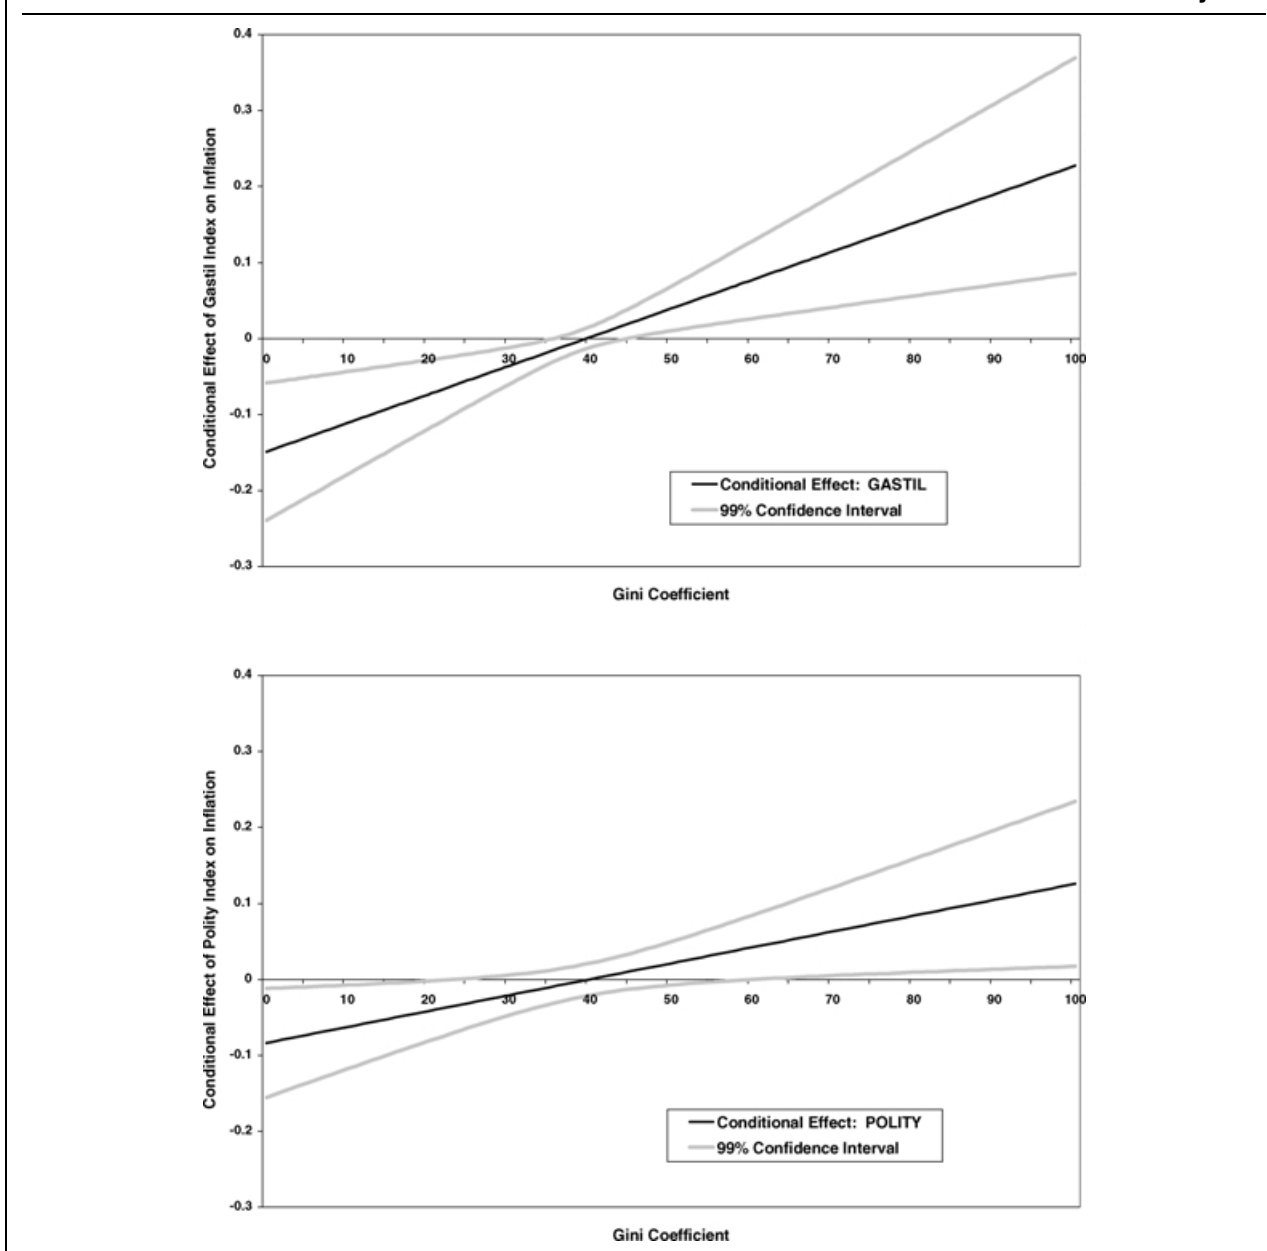 0.4
0.3
0.2
0.1
0
-0.1
-0.2
-0.3
Conditional Effect of Gastil Index on Inflation
0 10 20 30 40 50 60 70 80 90 100
Conditional Effect: GASTIL
99% Confidence Interval
Gini Coefficient
0.4
0.3
0.2
0.1
0
-0.1
-0.2
-0.3
Conditional Effect of Polity Index on Inflation
0 10 20 30 40 50 60 70 80 90 100
Conditional Effect: POLITY
99% Confidence Interval
Gini Coefficient